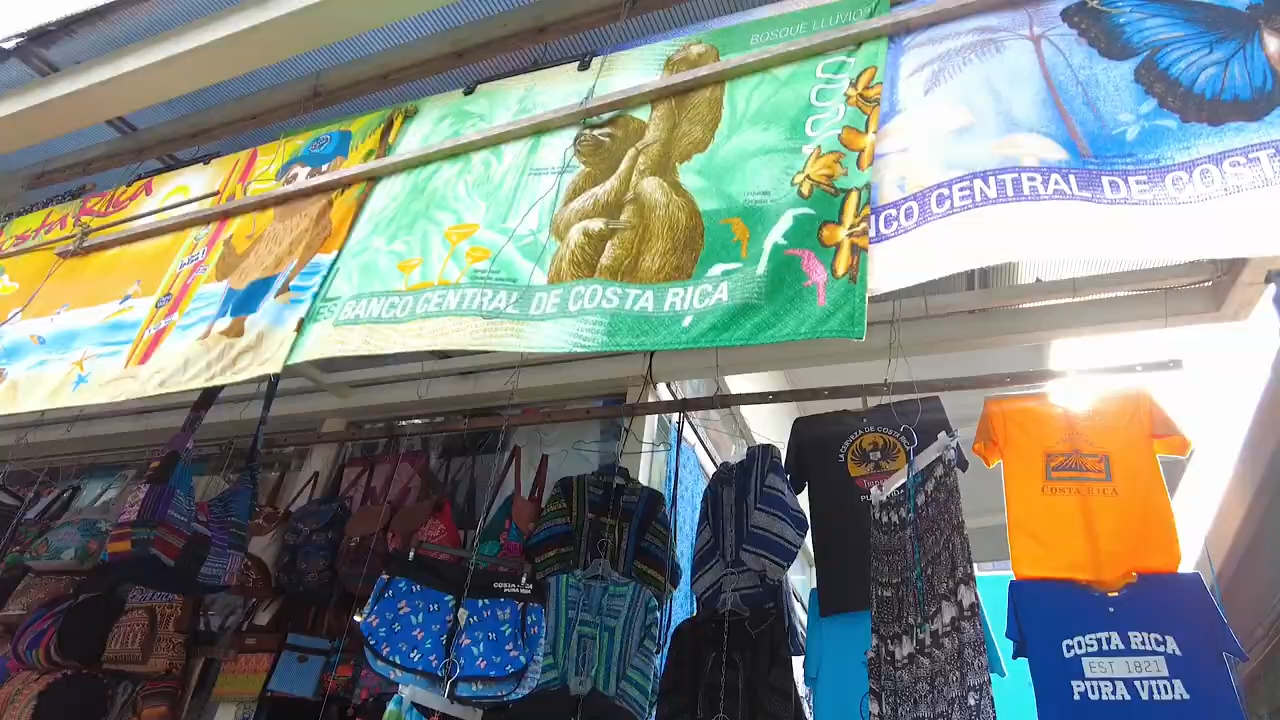 Costa Rica
BOSQUE LLUVIOSO
BANCO CENTRAL DE COSTA RICA
CENTRAL DE COST
LA CERVEZA DE COSTA RICA
PU
COSTA RICA
COSTA RICA
PURA VIDA
COSTA RICA
EST 1821
PURA VIDA